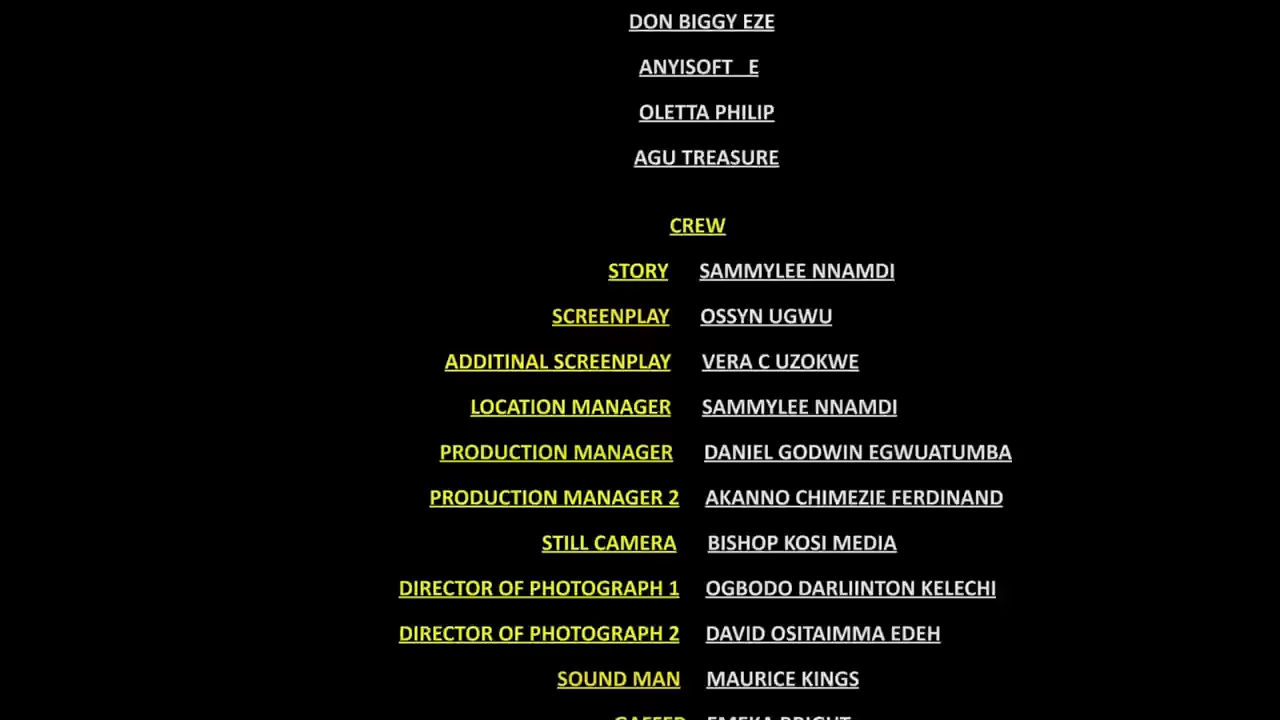 DON BIGGY EZE
ANYISOFT E
OLETTA PHILIP
AGU TREASURE
CREW
STORY SAMMYLEE NNAMDI
SCREENPLAY OSSYN UGWU
ADDITINAL SCREENPLAY VERA C UZOKWE
LOCATION MANAGER SAMMYLEE NNAMDI
PRODUCTION MANAGER DANIEL GODWIN EGWUATUMBA
PRODUCTION MANAGER 2 AKANNO CHIMEZIE FERDINAND
STILL CAMERA BISHOP KOSI MEDIA
DIRECTOR OF PHOTOGRAPH 1 OGBODO DARLIINTON KELECHI
DIRECTOR OF PHOTOGRAPH 2 DAVID OSITAIMMA EDEH
SOUND MAN MAURICE KINGS
GAFFER EMEKA BRIGHT